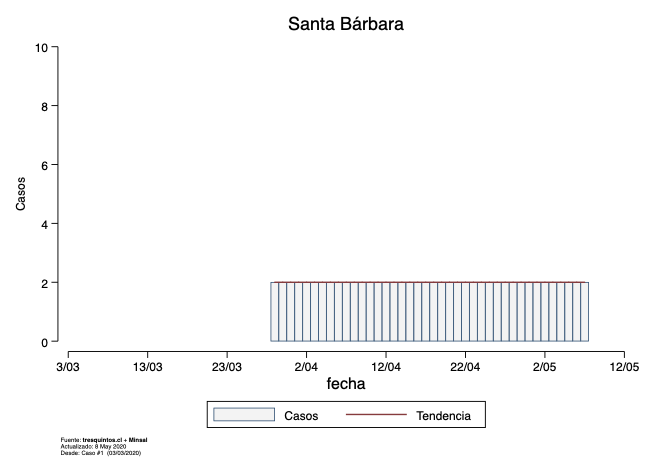 Santa Bárbara
10
8
6
4
2
0
Casos
3/03 13/03 23/03 2/04 12/04 22/04 2/05 12/05
fecha
Casos Tendencia
Fuente: tresquintos.cl + Minsal
Actualizado: 8 May 2020
Desde: Caso #1 (03/03/2020)